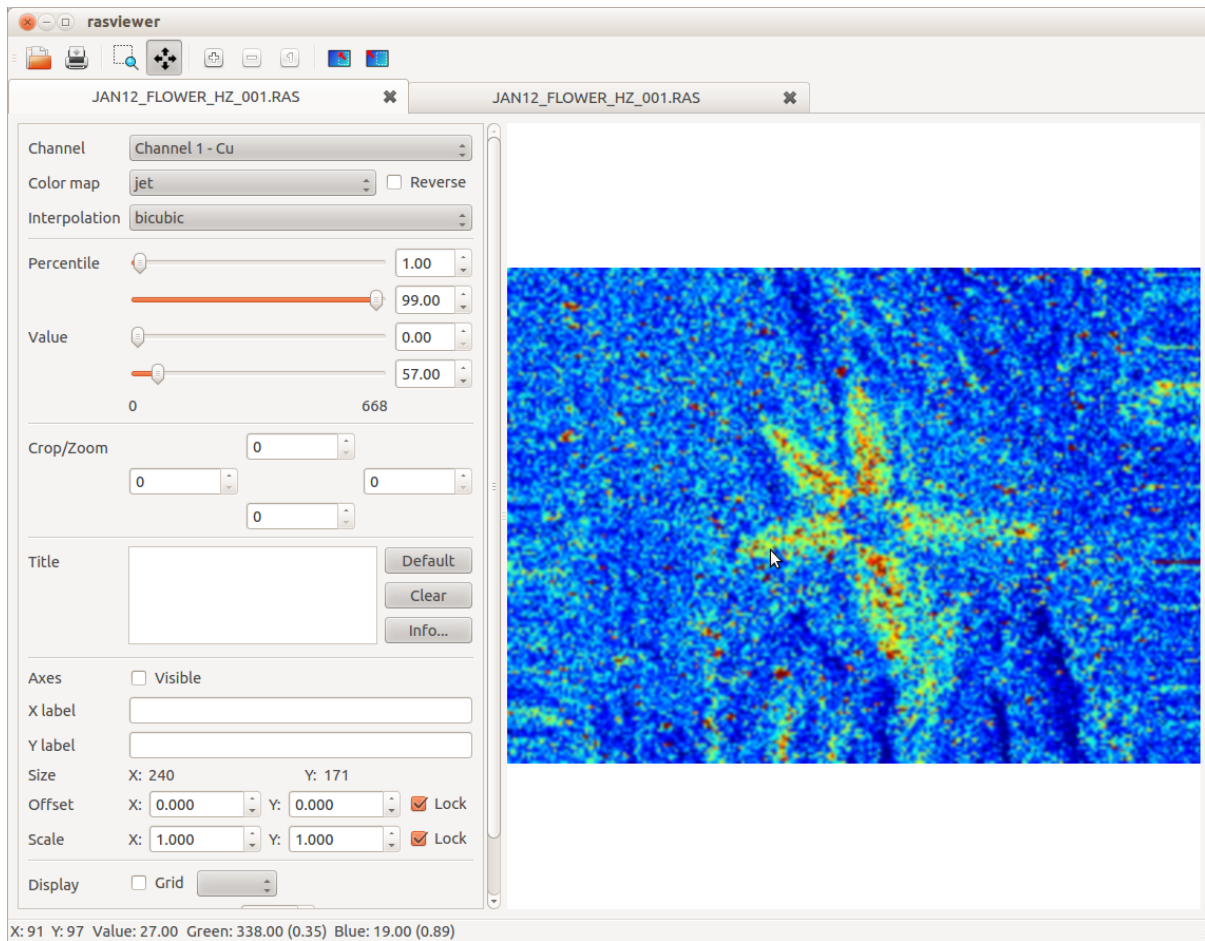 rasviewer
JAN12_FLOWER_HZ_001.RAS JAN12_FLOWER_HZ_001.RAS
Channel Channel 1 - Cu
Color map jet Reverse
Interpolation bicubic
Percentile 1.00
99.00
Value 0.00
57.00
0 668
Crop/Zoom 0
0 0
0
Title Default
Clear
Info...
Axes Visible
X label
Y label
Size X: 240 Y: 171
Offset X: 0.000 Y: 0.000 Lock
Scale X: 1.000 Y: 1.000 Lock
Display Grid
X: 91 Y: 97 Value: 27.00 Green: 338.00 (0.35) Blue: 19.00 (0.89)